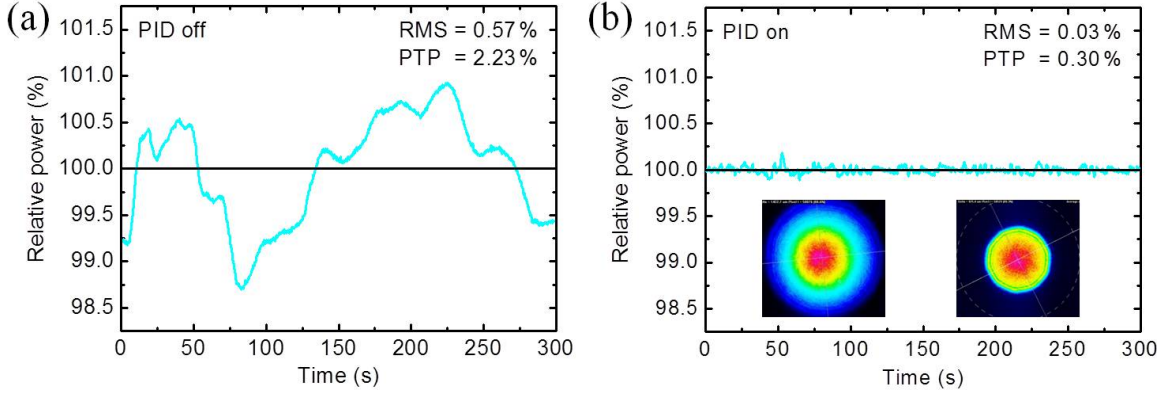 (a)
PID off
RMS = 0.57%
PTP = 2.23%
Relative power (%)
101.5
101.0
100.5
100.0
99.5
99.0
98.5
0 50 100 150 200 250 300
Time (s)
(b)
PID on
RMS = 0.03 %
PTP = 0.30%
Relative power (%)
101.5
101.0
100.5
100.0
99.5
99.0
98.5
0 50 100 150 200 250 300
Time (s)